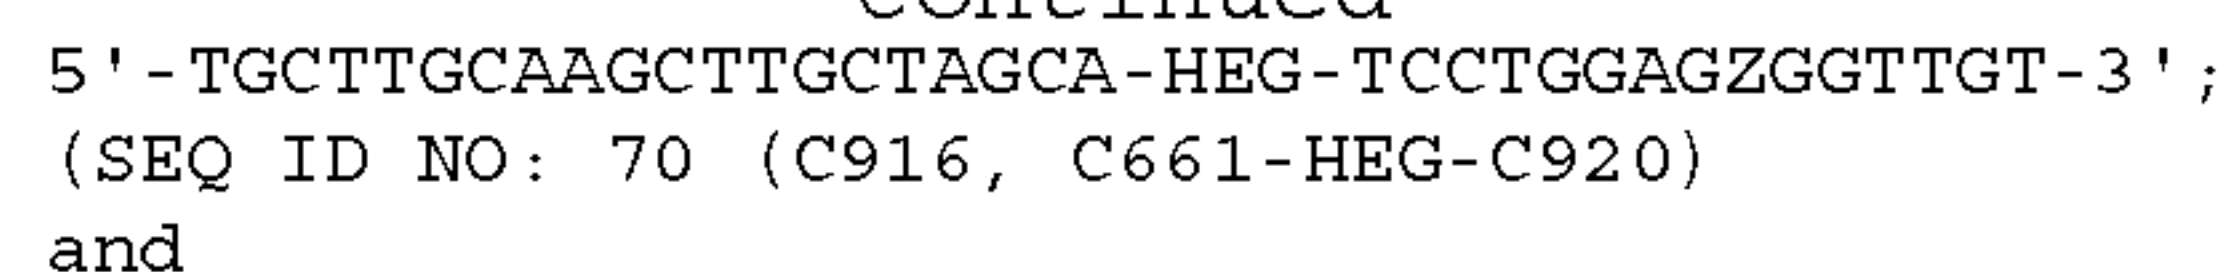 5'-TGCTTGCAAGCTTGCTAGCA-HEG-TCCTGGAGZGGTTGT-3';
(SEQ ID NO: 70 (C916, C661-HEG-C920)
and